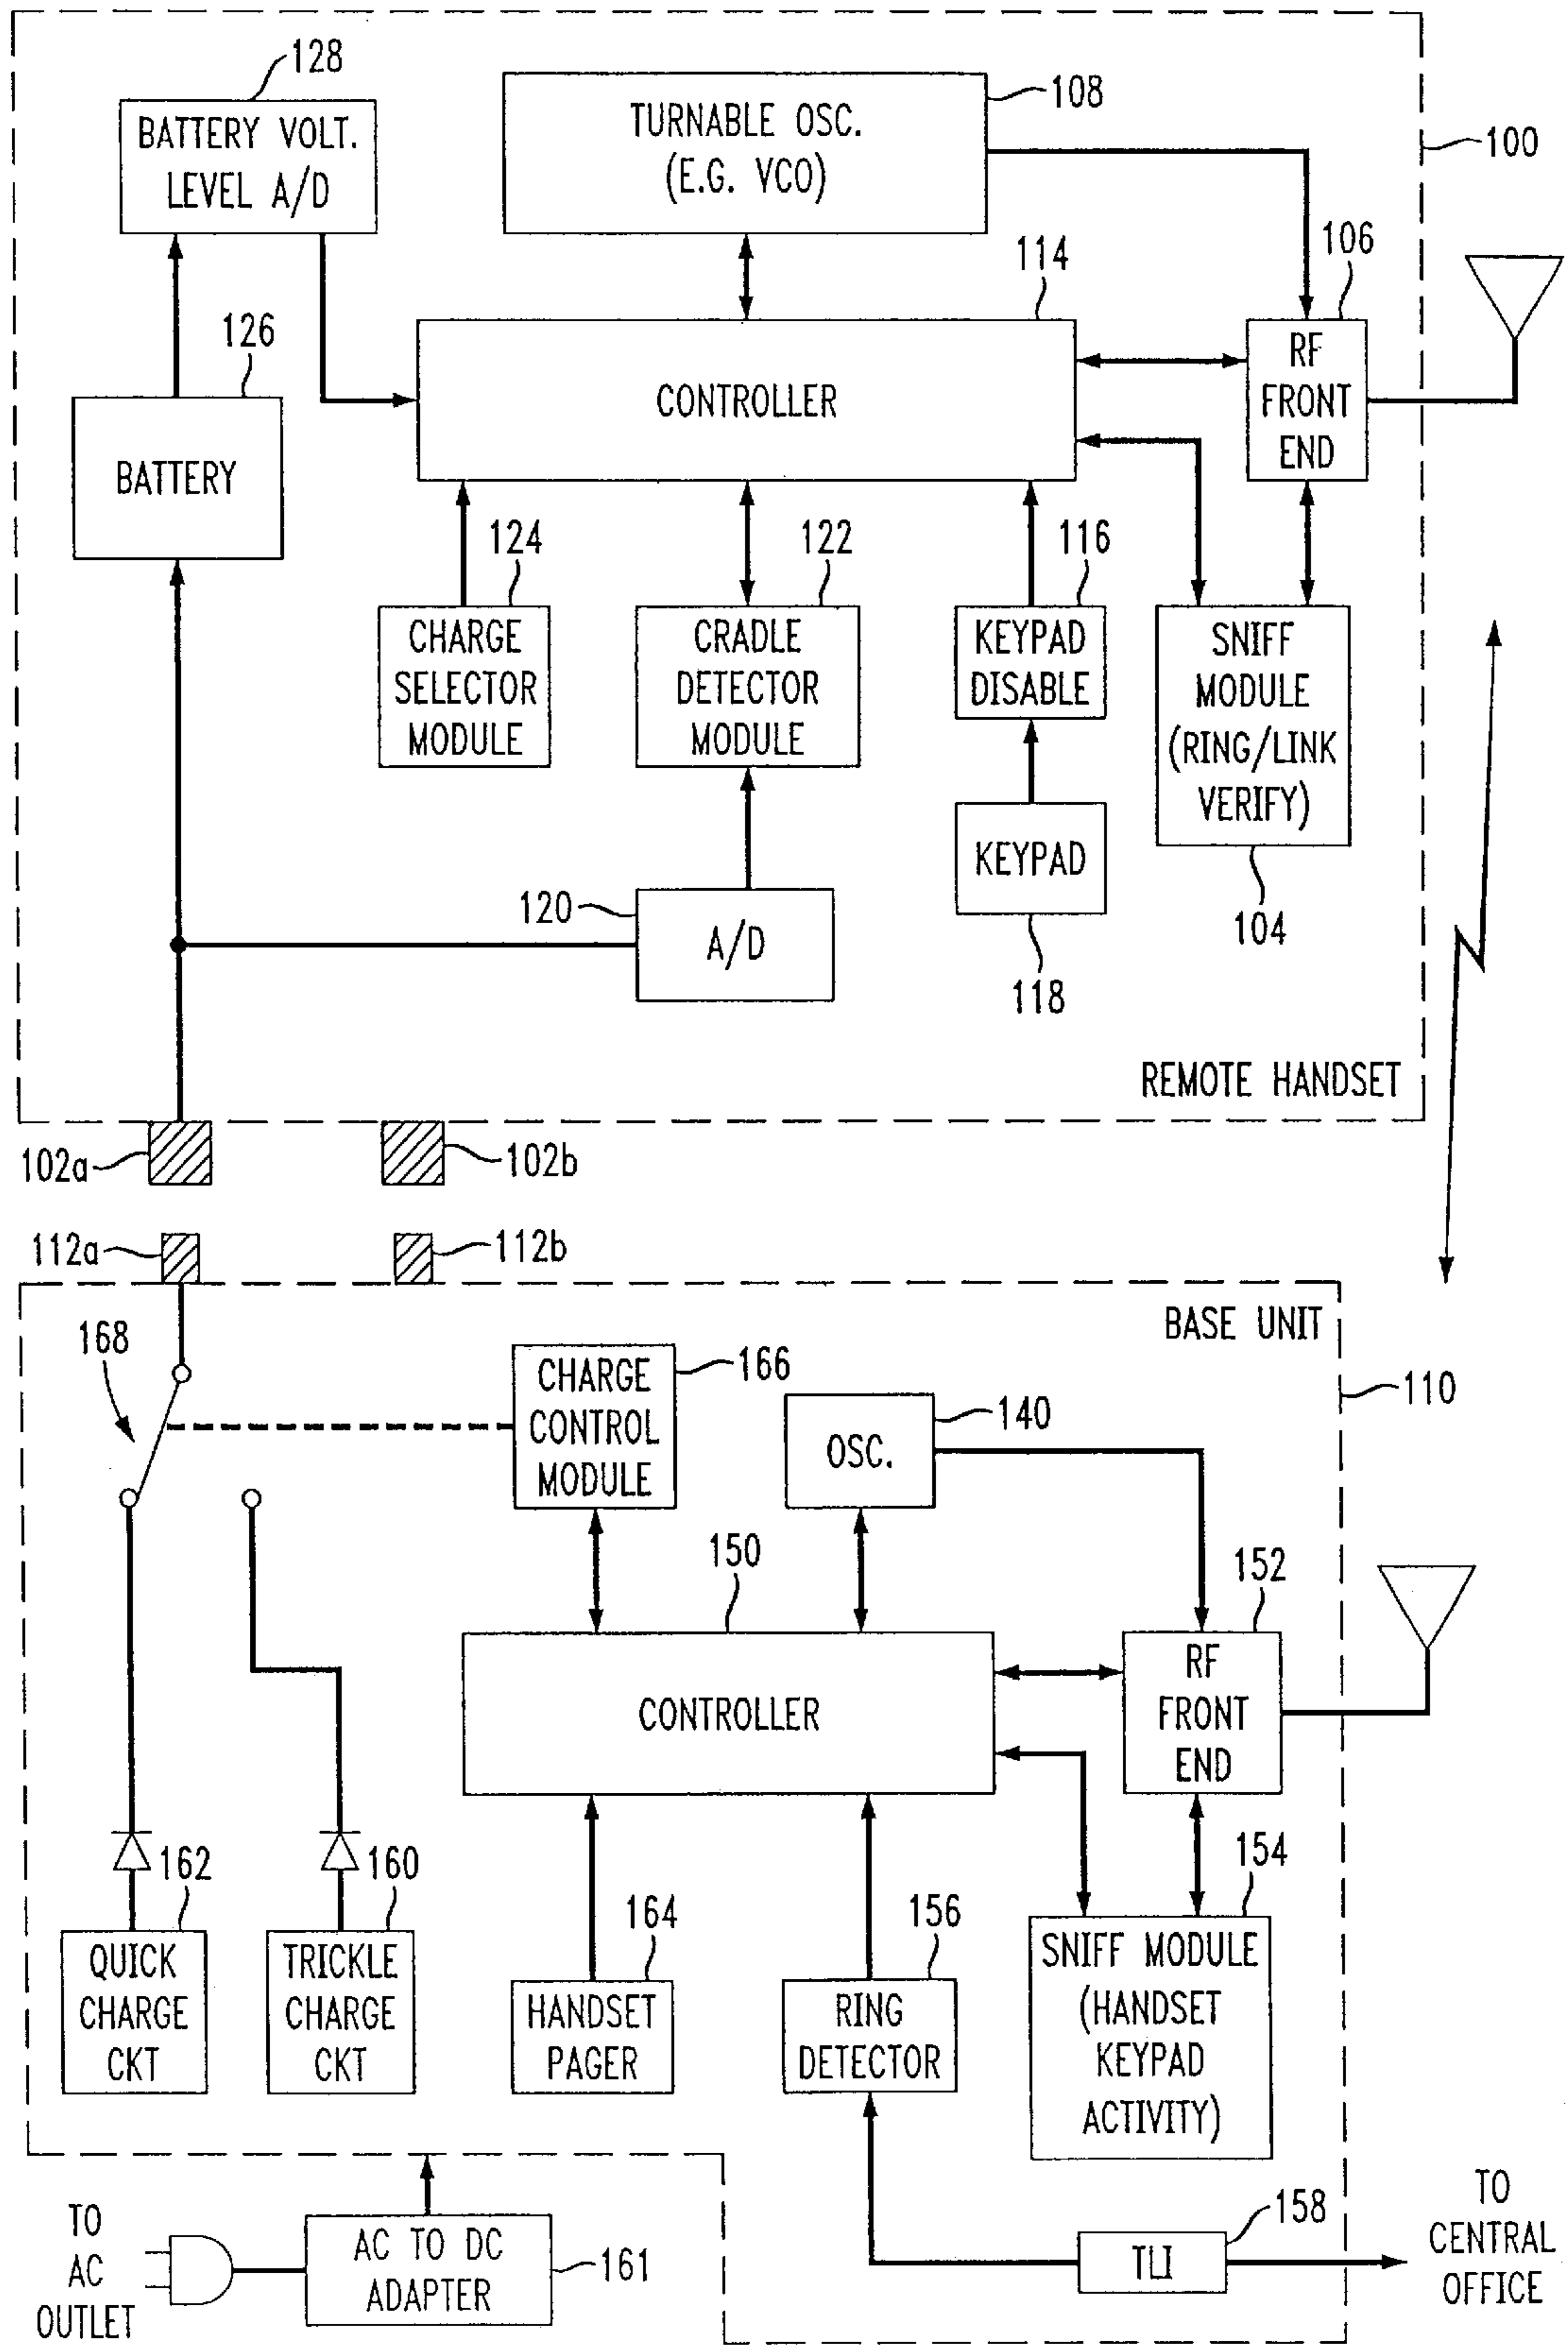 128
BATTERY VOLT.
LEVEL A/D
TURNABLE OSC.
(E.G. VCO)
108
100
114
106
126
CONTROLLER
RF
FRONT
END
BATTERY
124
122
116
CHARGE
SELECTOR
MODULE
CRADLE
DETECTOR
MODULE
KEYPAD
DISABLE
SNIFF
MODULE
(RING/LINK
VERIFY)
KEYPAD
120
A/D
104
118
REMOTE HANDSET
102a
102b
112a
112b
BASE UNIT
168
CHARGE
CONTROL
MODULE
166
140
OSC.
110
150
152
CONTROLLER
RF
FRONT
END
162
160
154
164
156
QUICK
CHARGE
CKT
TRICKLE
CHARGE
CKT
HANDSET
PAGER
RING
DETECTOR
SNIFF MODULE
(HANDSET
KEYPAD
ACTIVITY)
TO
AC
OUTLET
AC TO DC
ADAPTER
161
158
TLI
TO
CENTRAL
OFFICE